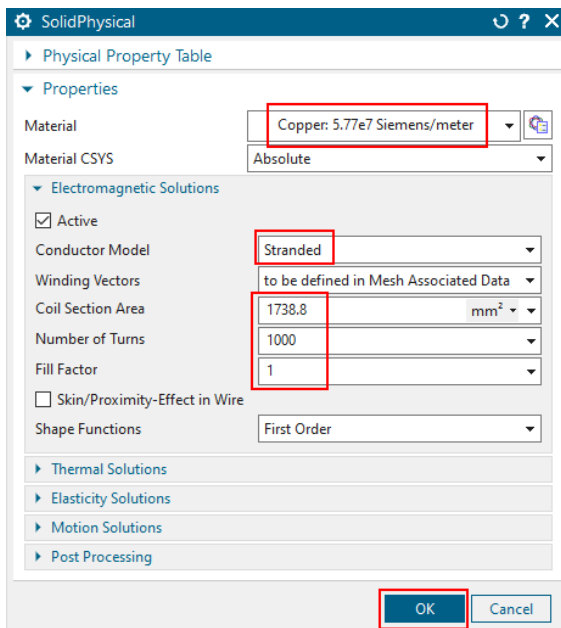 SolidPhysical
Physical Property Table
Properties
Material Copper: 5.77e7 Siemens/meter
Material CSYS Absolute
Electromagnetic Solutions
Active
Conductor Model Stranded
Winding Vectors to be defined in Mesh Associated Data
Coil Section Area 1738.8 mm²
Number of Turns 1000
Fill Factor 1
Skin/Proximity-Effect in Wire
Shape Functions First Order
Thermal Solutions
Elasticity Solutions
Motion Solutions
Post Processing
OK Cancel